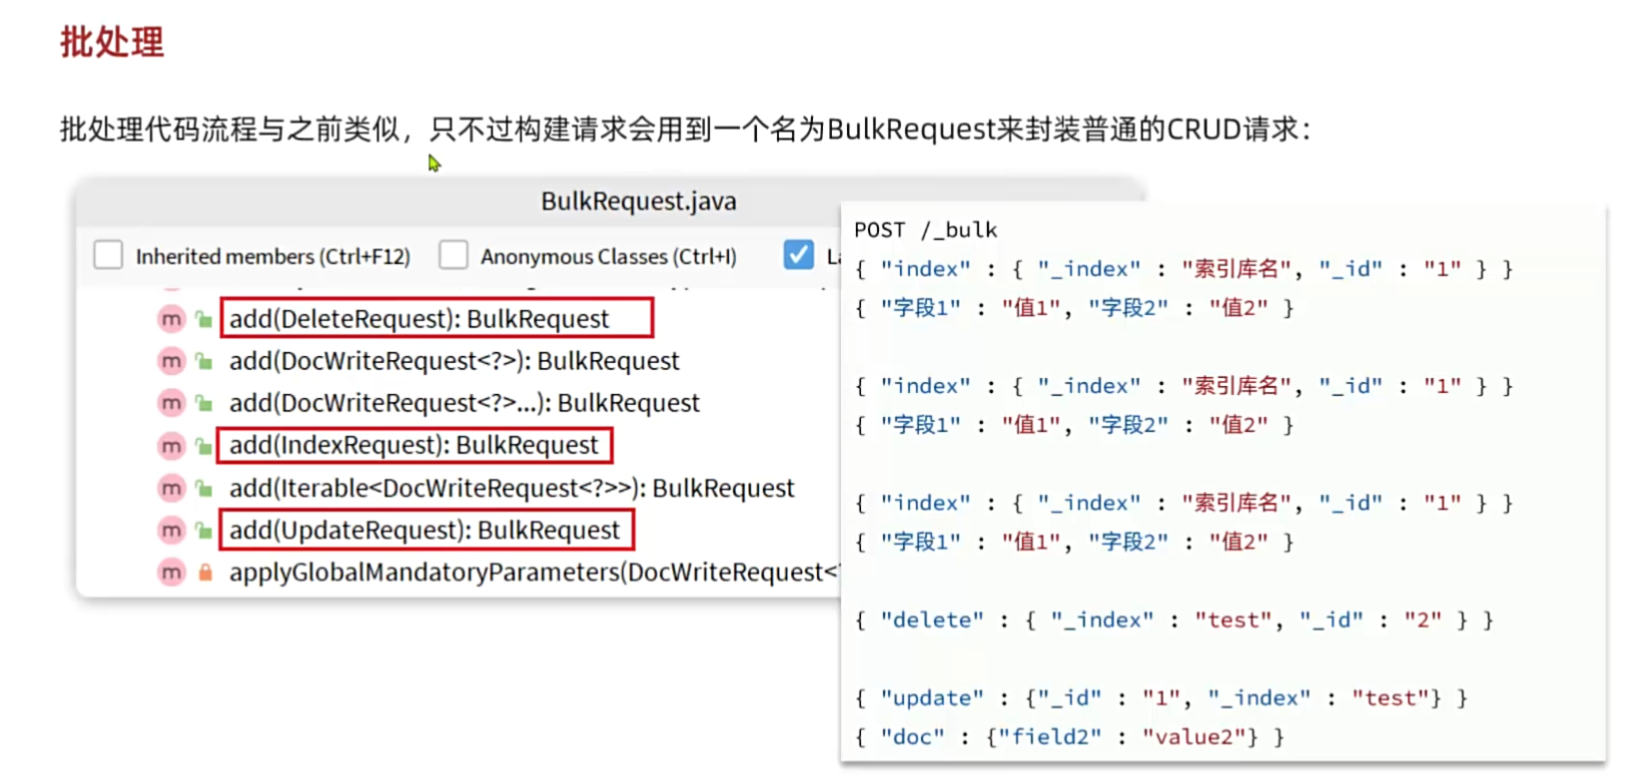 批处理
批处理代码流程与之前类似，只不过构建请求会用到一个名为BulkRequest来封装普通的CRUD请求：
BulkRequest.java
Inherited members (Ctrl+F12)
Anonymous Classes (Ctrl+I)
add(DeleteRequest): BulkRequest
add(DocWriteRequest<?>): BulkRequest
add(DocWriteRequest<?>...): BulkRequest
add(IndexRequest): BulkRequest
add(Iterable<DocWriteRequest<?>>): BulkRequest
add(UpdateRequest): BulkRequest
applyGlobalMandatoryParameters(DocWriteRequest<
POST /_bulk
{ "index" : { "_index" : "索引库名", "_id" : "1" } }
{ "字段1" : "值1", "字段2" : "值2" }
{ "index" : { "_index" : "索引库名", "_id" : "1" } }
{ "字段1" : "值1", "字段2" : "值2" }
{ "index" : { "_index" : "索引库名", "_id" : "1" } }
{ "字段1" : "值1", "字段2" : "值2" }
{ "delete" : { "_index" : "test", "_id" : "2" } }
{ "update" : {"_id" : "1", "_index" : "test"} }
{ "doc" : {"field2" : "value2"} }